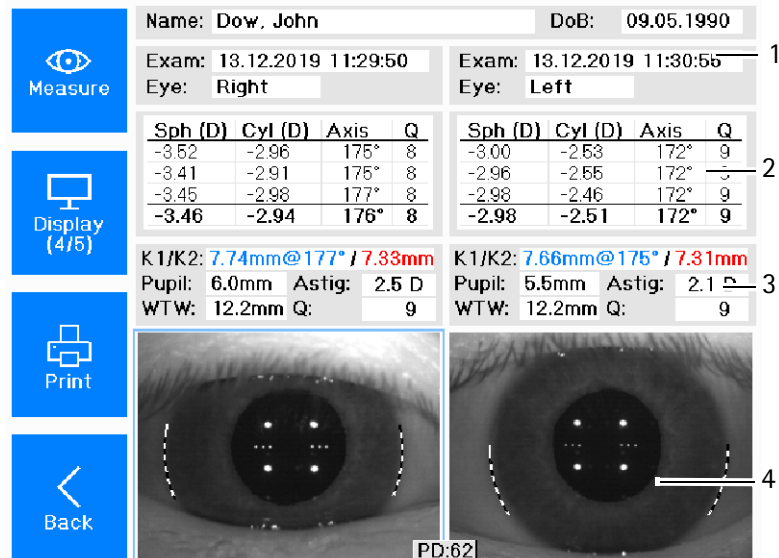 Name: Dow, John DoB: 09.05.1990
Measure
Exam: 13.12.2019 11:29:50
Eye: Right
Exam: 13.12.2019 11:30:55
Eye: Left
1
Sph (D) Cyl (D) Axis Q
-3.52 -2.96 175° 8
-3.41 -2.91 175° 8
-3.45 -2.98 177° 8
-3.46 -2.94 176° 8
Sph (D) Cyl (D) Axis Q
-3.00 -2.53 172° 9
-2.96 -2.55 172°
-2.98 -2.46 172° 9
-2.98 -2.51 172° 9
2
Display
(4/5)
K1/K2: 7.74mm@177° / 7.33mm
Pupil: 6.0mm Astig: 2.5 D
WTW: 12.2mm Q: 9
K1/K2: 7.66mm@175° / 7.31mm
Pupil: 5.5mm Astig: 2.1 D
WTW: 12.2mm Q: 9
3
Print
4
Back
PD:62